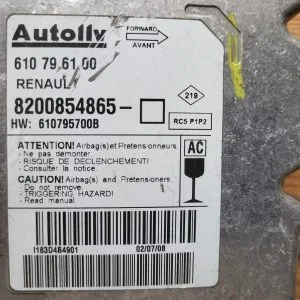 Autoliv
FORWARD
AVANT
610 79 61 00
RENAULT
8200854865-
219
HW: 610795700B
RC5 P1P2
ATTENTION! Airbag(s)et Pretensionneurs.
- Ne pas demonter
- RISQUE DE DECLENCHEMENT!
- Consulter la notice
AC
CAUTION! Airbag(s) and Pretensioners.
- Do not remove.
- TRIGGERING HAZARD!
- Read manual
I18304B4901
02/07/08